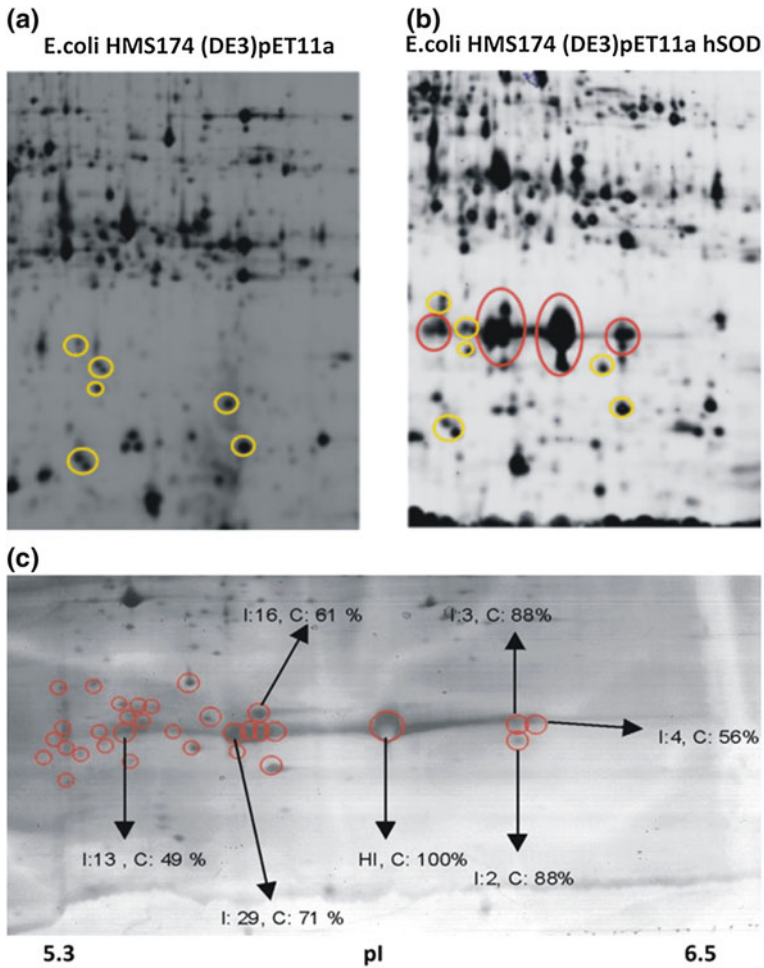 (a)
E.coli HMS174 (DE3)pET11a
(b)
E.coli HMS174 (DE3)pET11a hSOD
(c)
I:16, C: 61 %
I:3, C: 88%
I:4, C: 56%
I:13 , C: 49 %
HI, C: 100%
I:2, C: 88%
I: 29, C: 71 %
5.3
pI
6.5